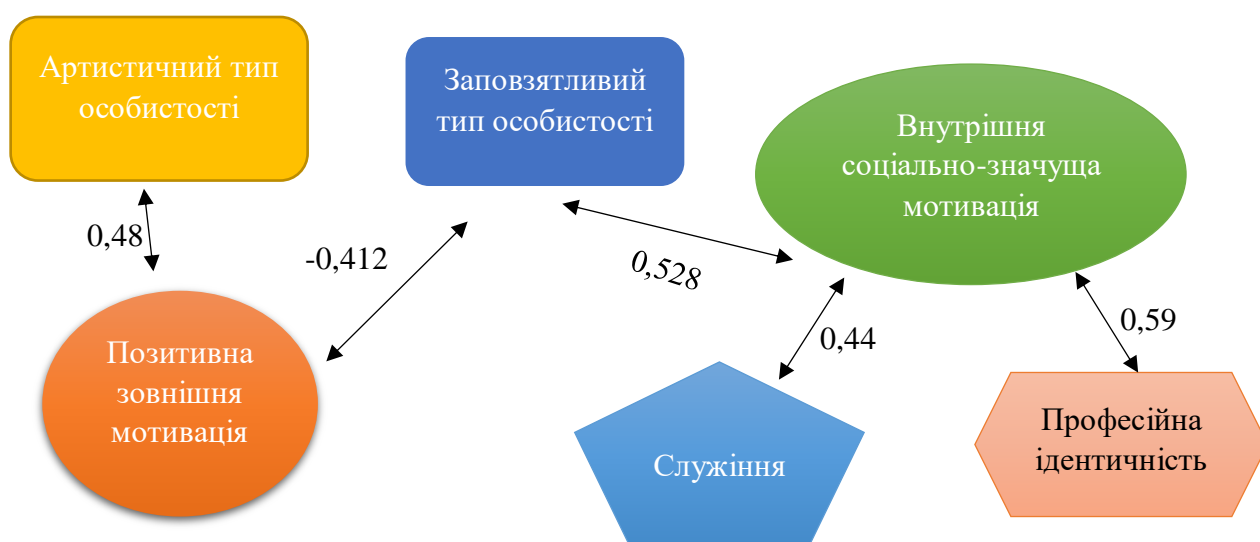 Артистичний тип
особистості
Заповзятливий
тип особистості
Внутрішня
соціально-значуща
мотивація
0,48
-0,412
0,528
0,44
0,59
Позитивна
зовнішня
мотивація
Служіння
Професійна
ідентичність